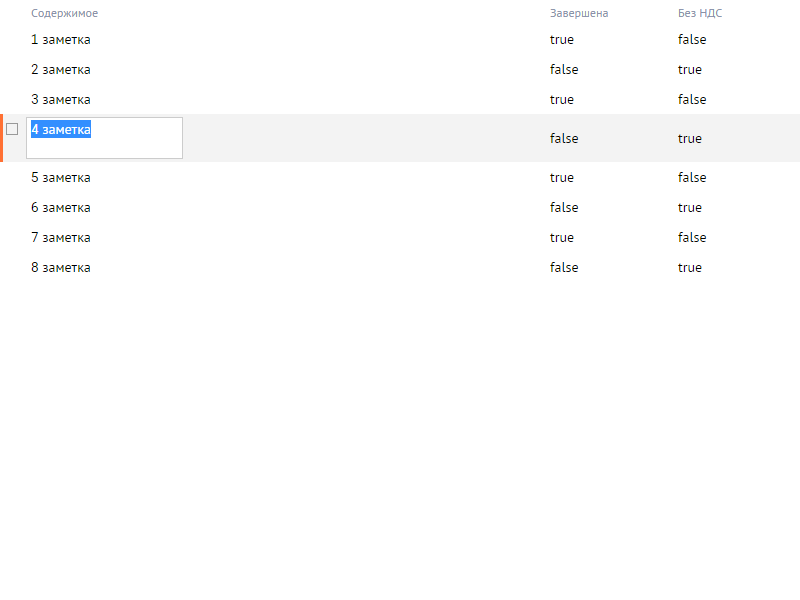 Содержимое Завершена Без НДС
1 заметка true false
2 заметка false true
3 заметка true false
4 заметка false true
5 заметка true false
6 заметка false true
7 заметка true false
8 заметка false true